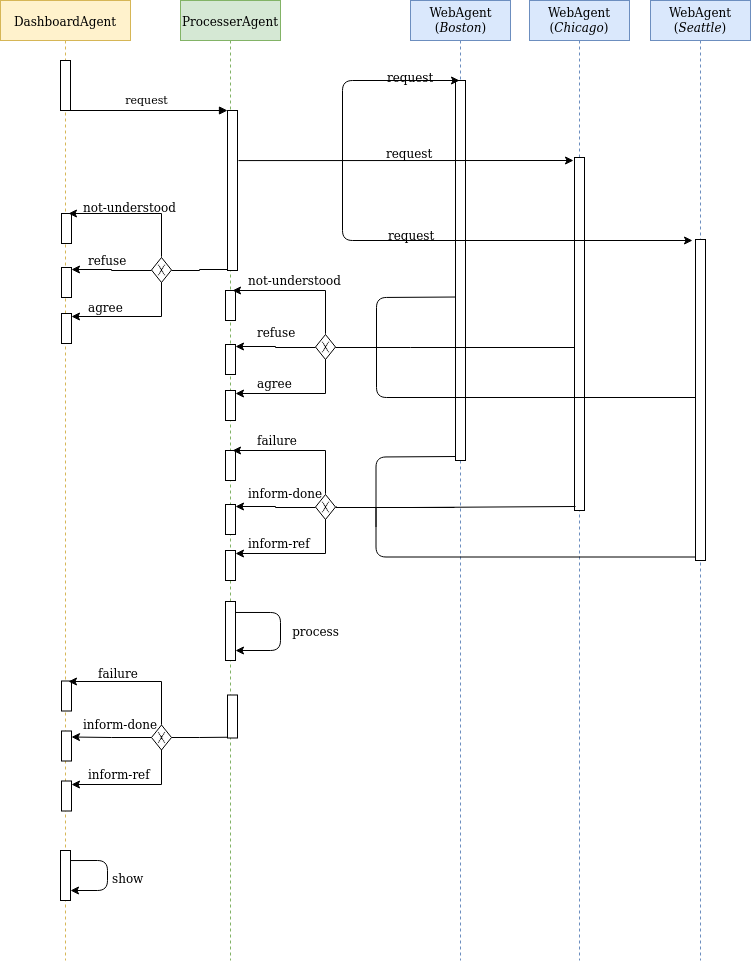 DashboardAgent
ProcesserAgent
WebAgent
(Boston)
WebAgent
(Chicago)
WebAgent
(Seattle)
request
request
request
request
not-understood
refuse
agree
not-understood
refuse
agree
X
X
failure
inform-done
inform-ref
X
process
failure
inform-done
inform-ref
X
show